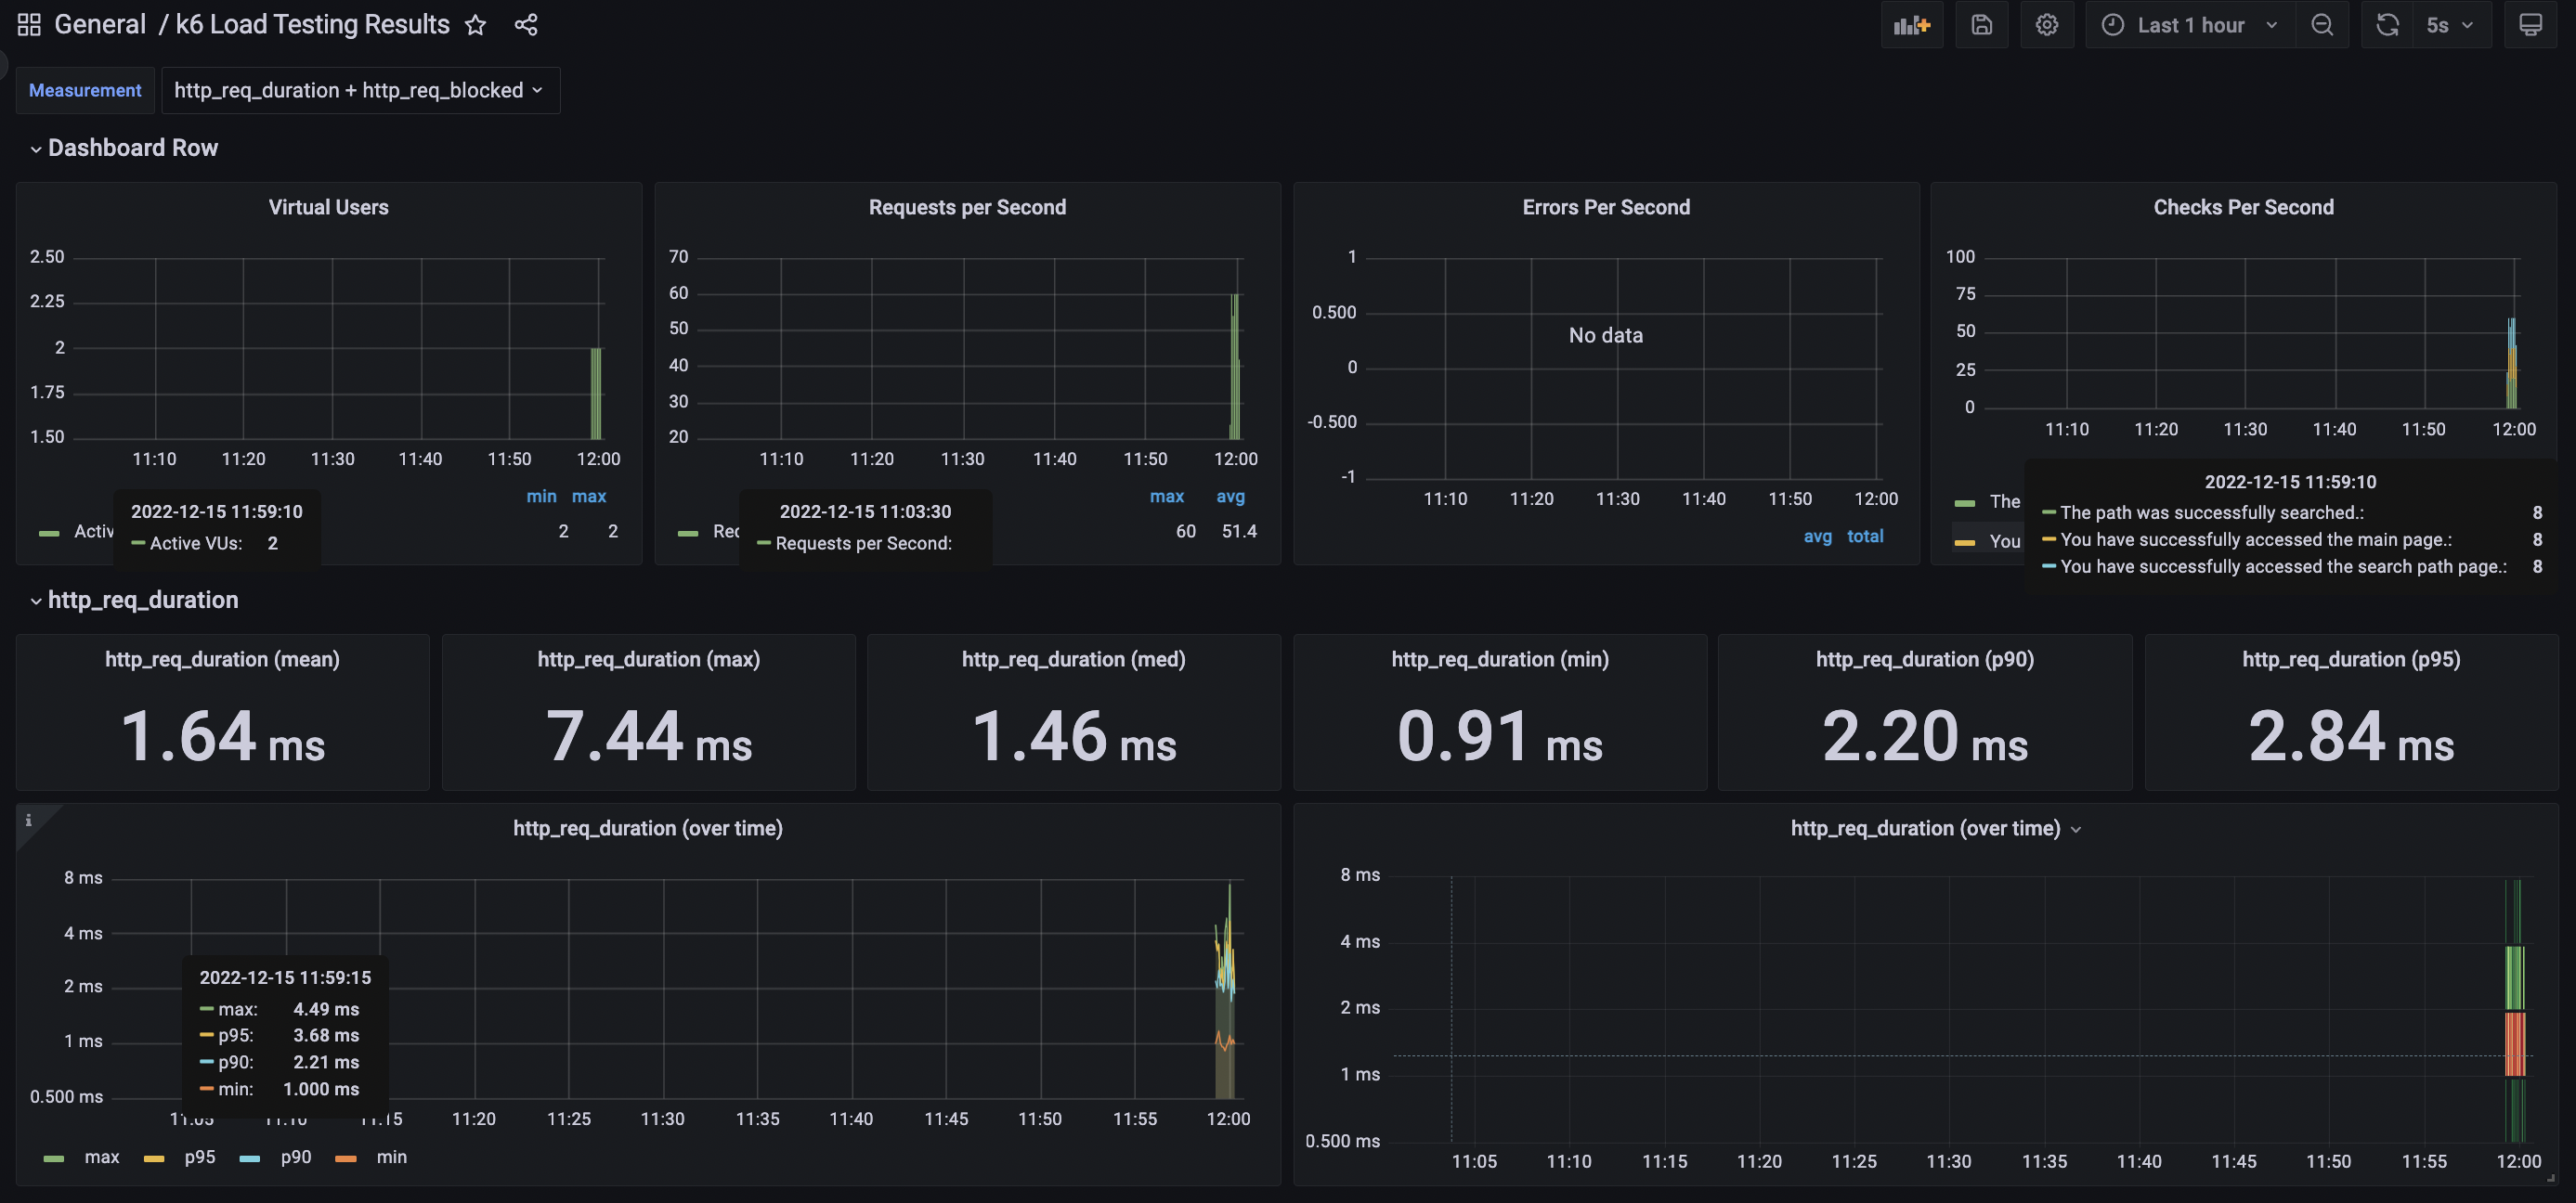 General / k6 Load Testing Results
Last 1 hour
5s
Measurement
http_req_duration + http_req_blocked
Dashboard Row
Virtual Users
2.50
2.25
2
1.75
1.50
11:10 11:20 11:30 11:40 11:50 12:00
min max
Activ
2 2
2022-12-15 11:59:10
Active VUs: 2
Requests per Second
70
60
50
40
30
20
11:10 11:20 11:30 11:40 11:50 12:00
max avg
Rec
60 51.4
2022-12-15 11:03:30
Requests per Second:
Errors Per Second
1
0.500
0
-0.500
-1
No data
11:10 11:20 11:30 11:40 11:50 12:00
avg total
Checks Per Second
100
75
50
25
0
11:10 11:20 11:30 11:40 11:50 12:00
The
You
2022-12-15 11:59:10
The path was successfully searched.: 8
You have successfully accessed the main page.: 8
You have successfully accessed the search path page.: 8
http_req_duration
http_req_duration (mean)
1.64 ms
http_req_duration (max)
7.44 ms
http_req_duration (med)
1.46 ms
http_req_duration (min)
0.91 ms
http_req_duration (p90)
2.20 ms
http_req_duration (p95)
2.84 ms
i
http_req_duration (over time)
8 ms
4 ms
2 ms
1 ms
0.500 ms
2022-12-15 11:59:15
max: 4.49 ms
p95: 3.68 ms
p90: 2.21 ms
min: 1.000 ms
11:05 11:10 11:15 11:20 11:25 11:30 11:35 11:40 11:45 11:50 11:55 12:00
max p95 p90 min
http_req_duration (over time)
8 ms
4 ms
2 ms
1 ms
0.500 ms
11:05 11:10 11:15 11:20 11:25 11:30 11:35 11:40 11:45 11:50 11:55 12:00